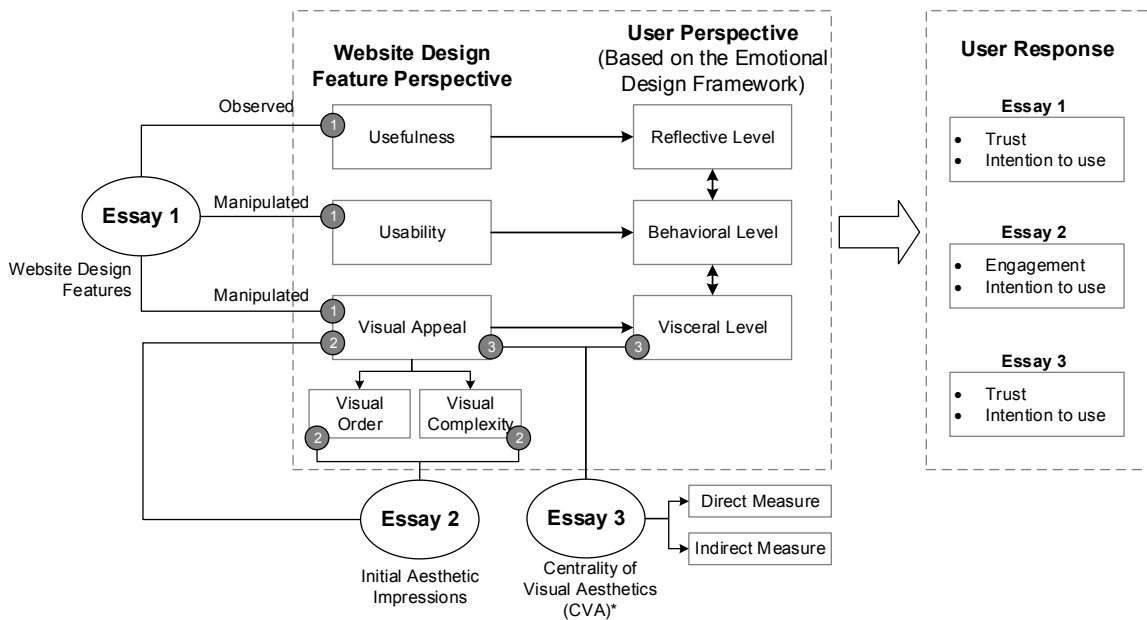 Website Design
Feature Perspective
User Perspective
(Based on the Emotional
Design Framework)
User Response
Observed
1
Usefulness
Reflective Level
Essay 1
Manipulated
1
Usability
Behavioral Level
Website Design
Features
Manipulated
1
2
Visual Appeal
3
3
Visceral Level
Visual
Order
2
Visual
Complexity
2
Essay 2
Initial Aesthetic
Impressions
Essay 3
Centrality of
Visual Aesthetics
(CVA)*
Direct Measure
Indirect Measure
Essay 1
• Trust
• Intention to use
Essay 2
• Engagement
• Intention to use
Essay 3
• Trust
• Intention to use